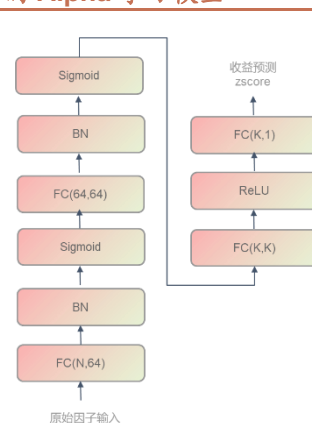 Sigmoid
BN
FC(64,64)
Sigmoid
BN
FC(N,64)
原始因子输入
收益预测
zscore
FC(K,1)
ReLU
FC(K,K)